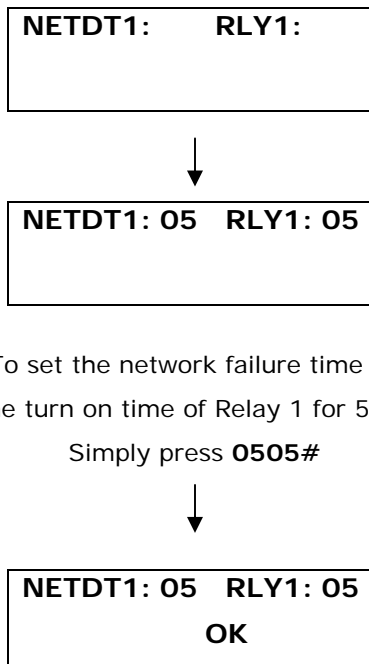 NETDT1: RLY1:
NETDT1: 05 RLY1: 05
To set the network failure time
e turn on time of Relay 1 for 5
Simply press 0505#
NETDT1: 05 RLY1: 05
OK